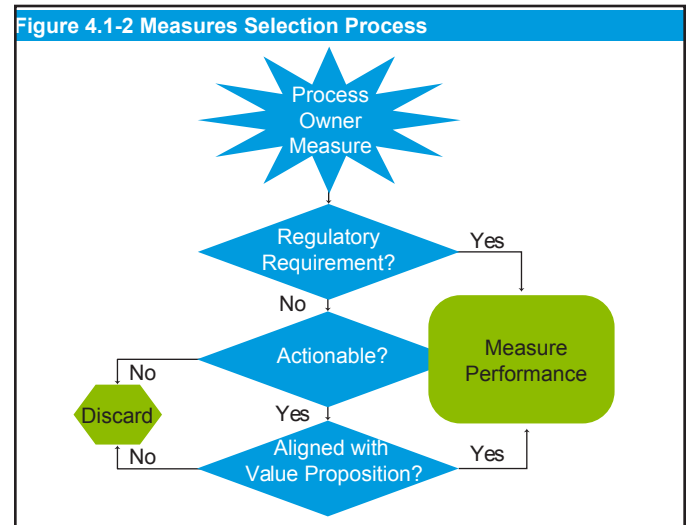 Figure 4.1-2 Measures Selection Process
Process
Owner
Measure
Regulatory
Requirement?
Yes
No
Actionable?
Measure
Performance
No
Discard
Yes
Aligned with
Value Proposition?
No
Yes